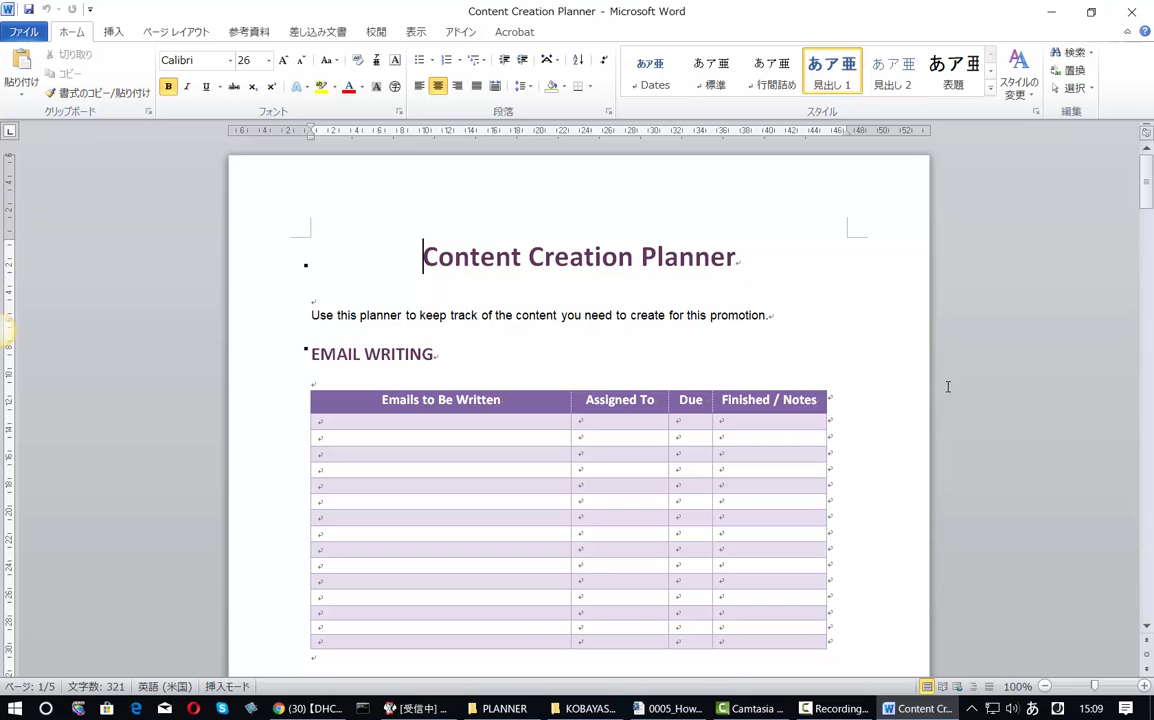 Content Creation Planner - Microsoft Word
ファイル ホーム 挿入 ページ レイアウト 参考資料 差し込み文書 校閲 表示 アドイン Acrobat
貼り付け
切り取り
コピー
書式のコピー/貼り付け
クリップボード
Calibri 26
フォント
段落
あア亜 あア亜 あア亜 あア亜 あア亜 あア亜
Dates 標準 行間詰め 見出し 1 見出し 2 表題
スタイルの
変更
スタイル
検索
置換
選択
編集
Content Creation Planner
Use this planner to keep track of the content you need to create for this promotion.
EMAIL WRITING
Emails to Be Written Assigned To Due Finished / Notes
ページ: 1/5 文字数: 321 英語 (米国) 挿入モード 100%
(30)【DHC... [受信中] ... PLANNER KOBAYAS... 0005_How... Camtasia ... Recording... Content Cr... あ 15:09